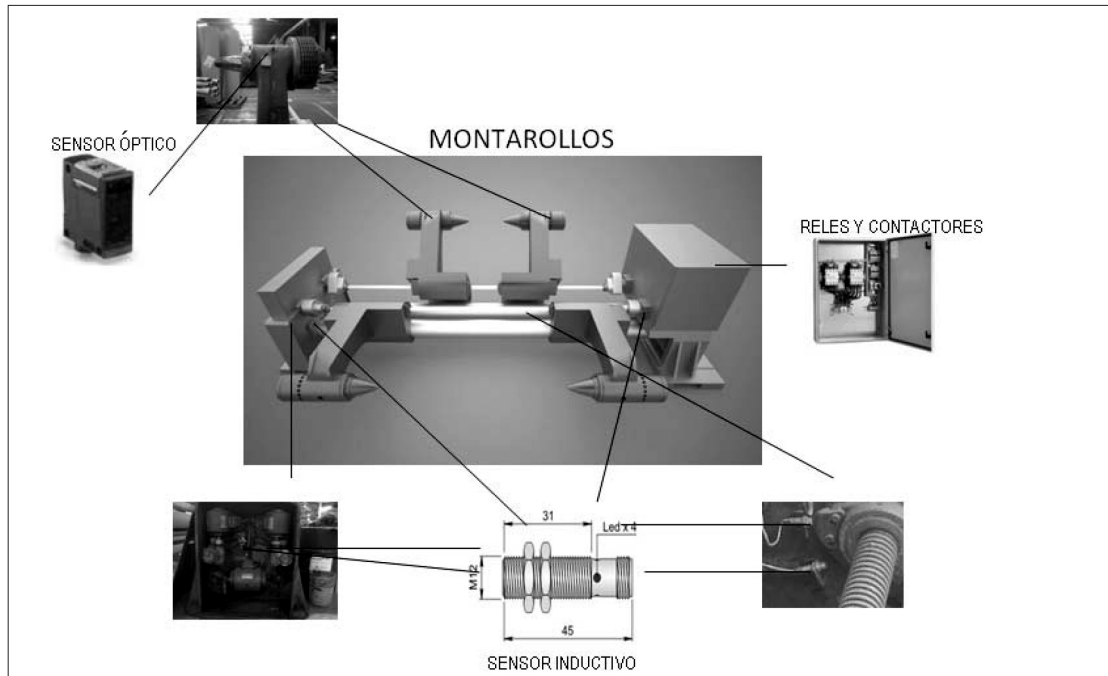 MONTAROLLOS
SENSOR ÓPTICO
RELES Y CONTACTORES
31
Led x 4
M12
45
SENSOR INDUCTIVO